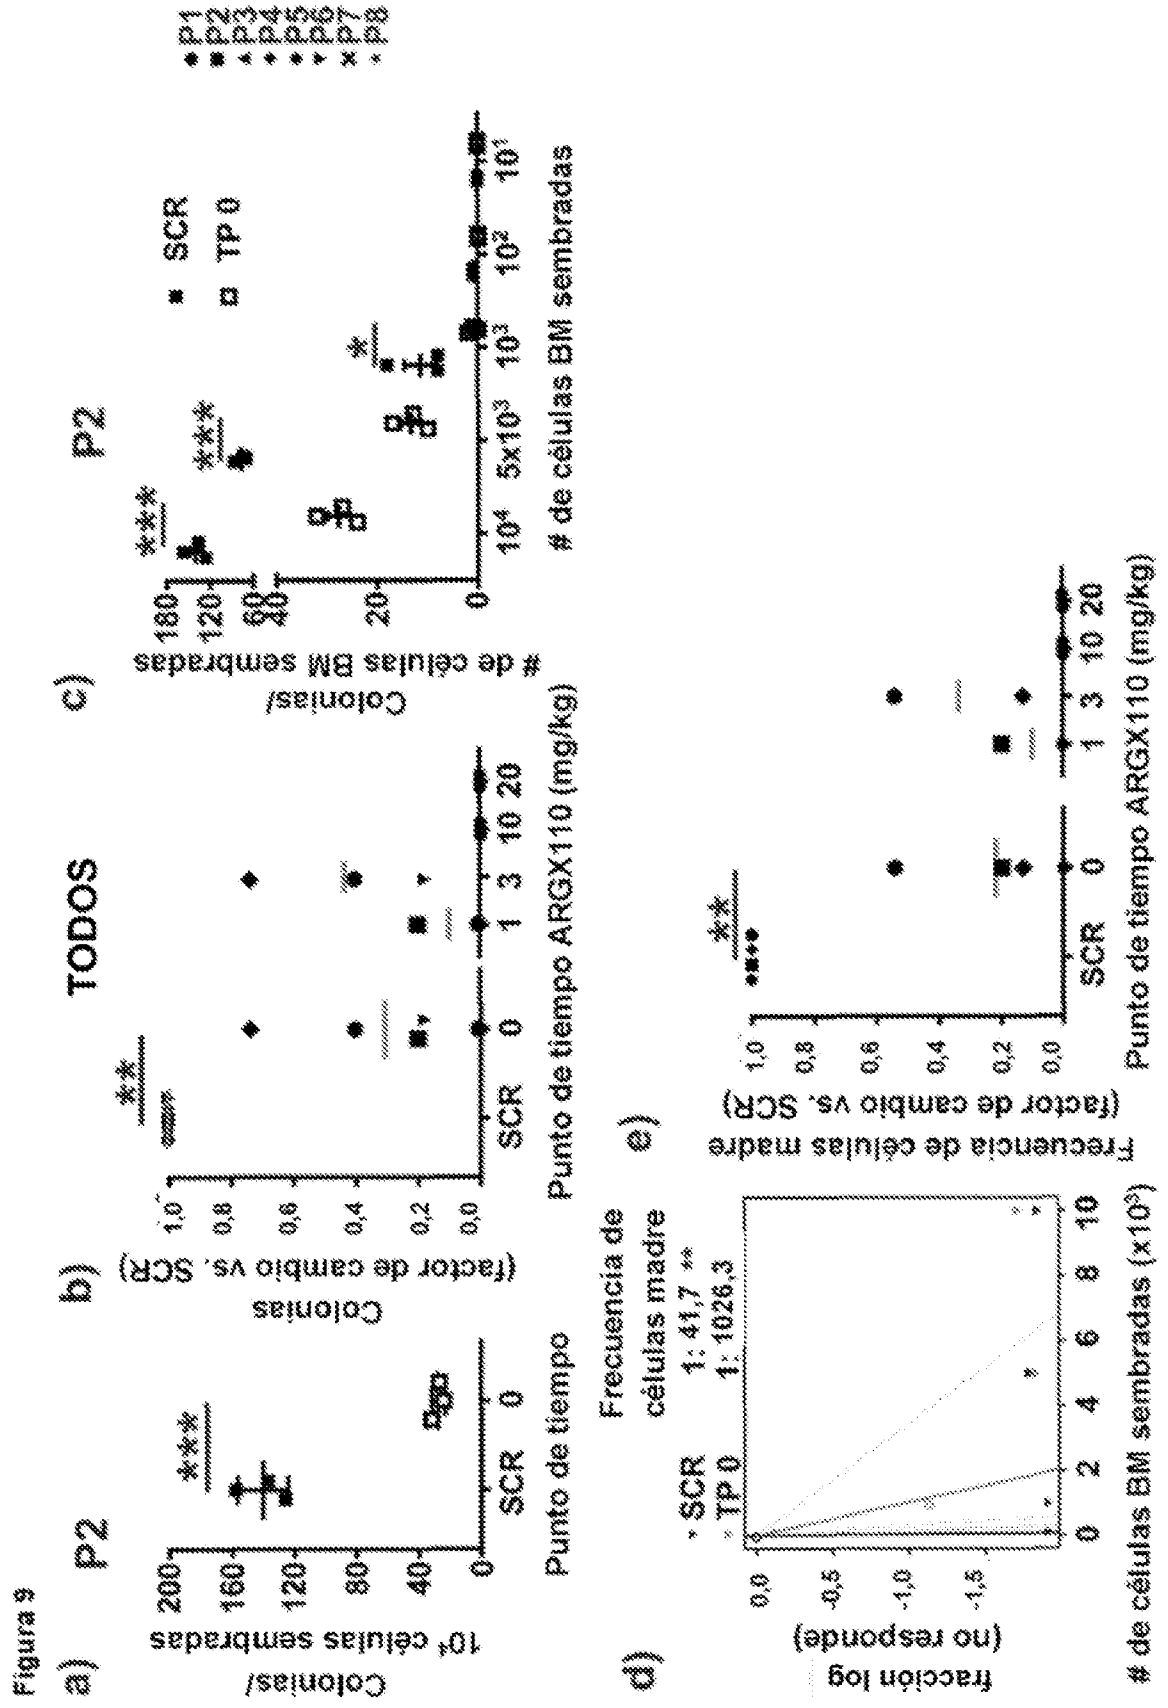 Figura 9
a)
P2
Colonias/
10⁴ células sembradas
200
160
120
80
40
0
***
SCR
0
Punto de tiempo
b)
TODOS
Colonias
(factor de cambio vs. SCR)
1,0
0,8
0,6
0,4
0,2
0,0
**
SCR
0
1
3
10
20
Punto de tiempo ARGX110 (mg/kg)
c)
P2
Colonias/
# de células BM sembradas
180
120
60
40
20
0
***
***
*
SCR
TP 0
10⁴
5x10³
10³
10²
10¹
# de células BM sembradas
P1
P2
P3
P4
P5
P6
P7
P8
d)
Frecuencia de
células madre
SCR 1: 41,7 **
TP 0 1: 1026,3
fracción log
(no responde)
0,0
-0,5
-1,0
-1,5
0
2
4
6
8
10
# de células BM sembradas (x10³)
e)
Frecuencia de células madre
(factor de cambio vs. SCR)
1,0
0,8
0,6
0,4
0,2
0,0
**
SCR
0
1
3
10
20
Punto de tiempo ARGX110 (mg/kg)